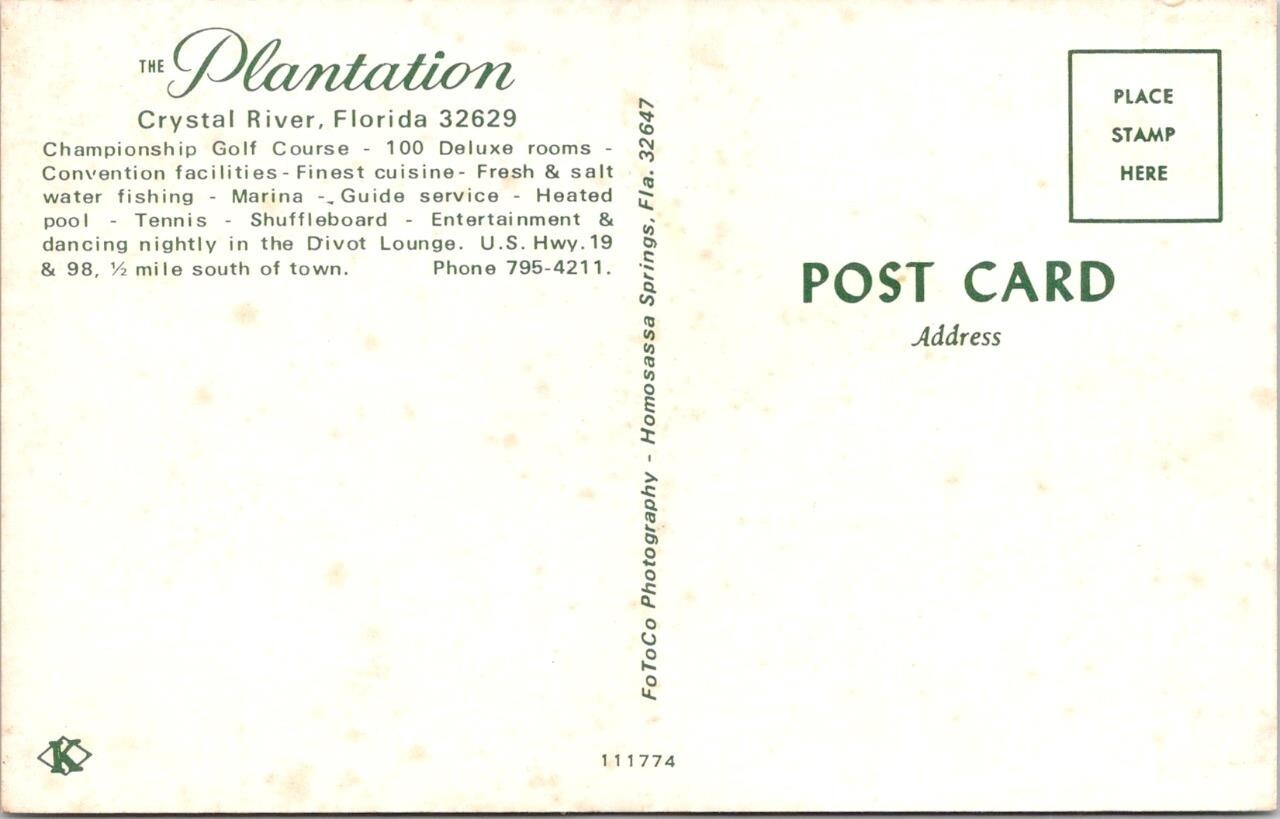 THE Plantation
Crystal River, Florida 32629
Championship Golf Course - 100 Deluxe rooms -
Convention facilities - Finest cuisine - Fresh & salt
water fishing - Marina - Guide service - Heated
pool - Tennis - Shuffleboard - Entertainment &
dancing nightly in the Divot Lounge. U.S. Hwy. 19
& 98, ½ mile south of town. Phone 795-4211.
FoToCo Photography - Homosassa Springs, Fla. 32647
PLACE
STAMP
HERE
POST CARD
Address
K
111774